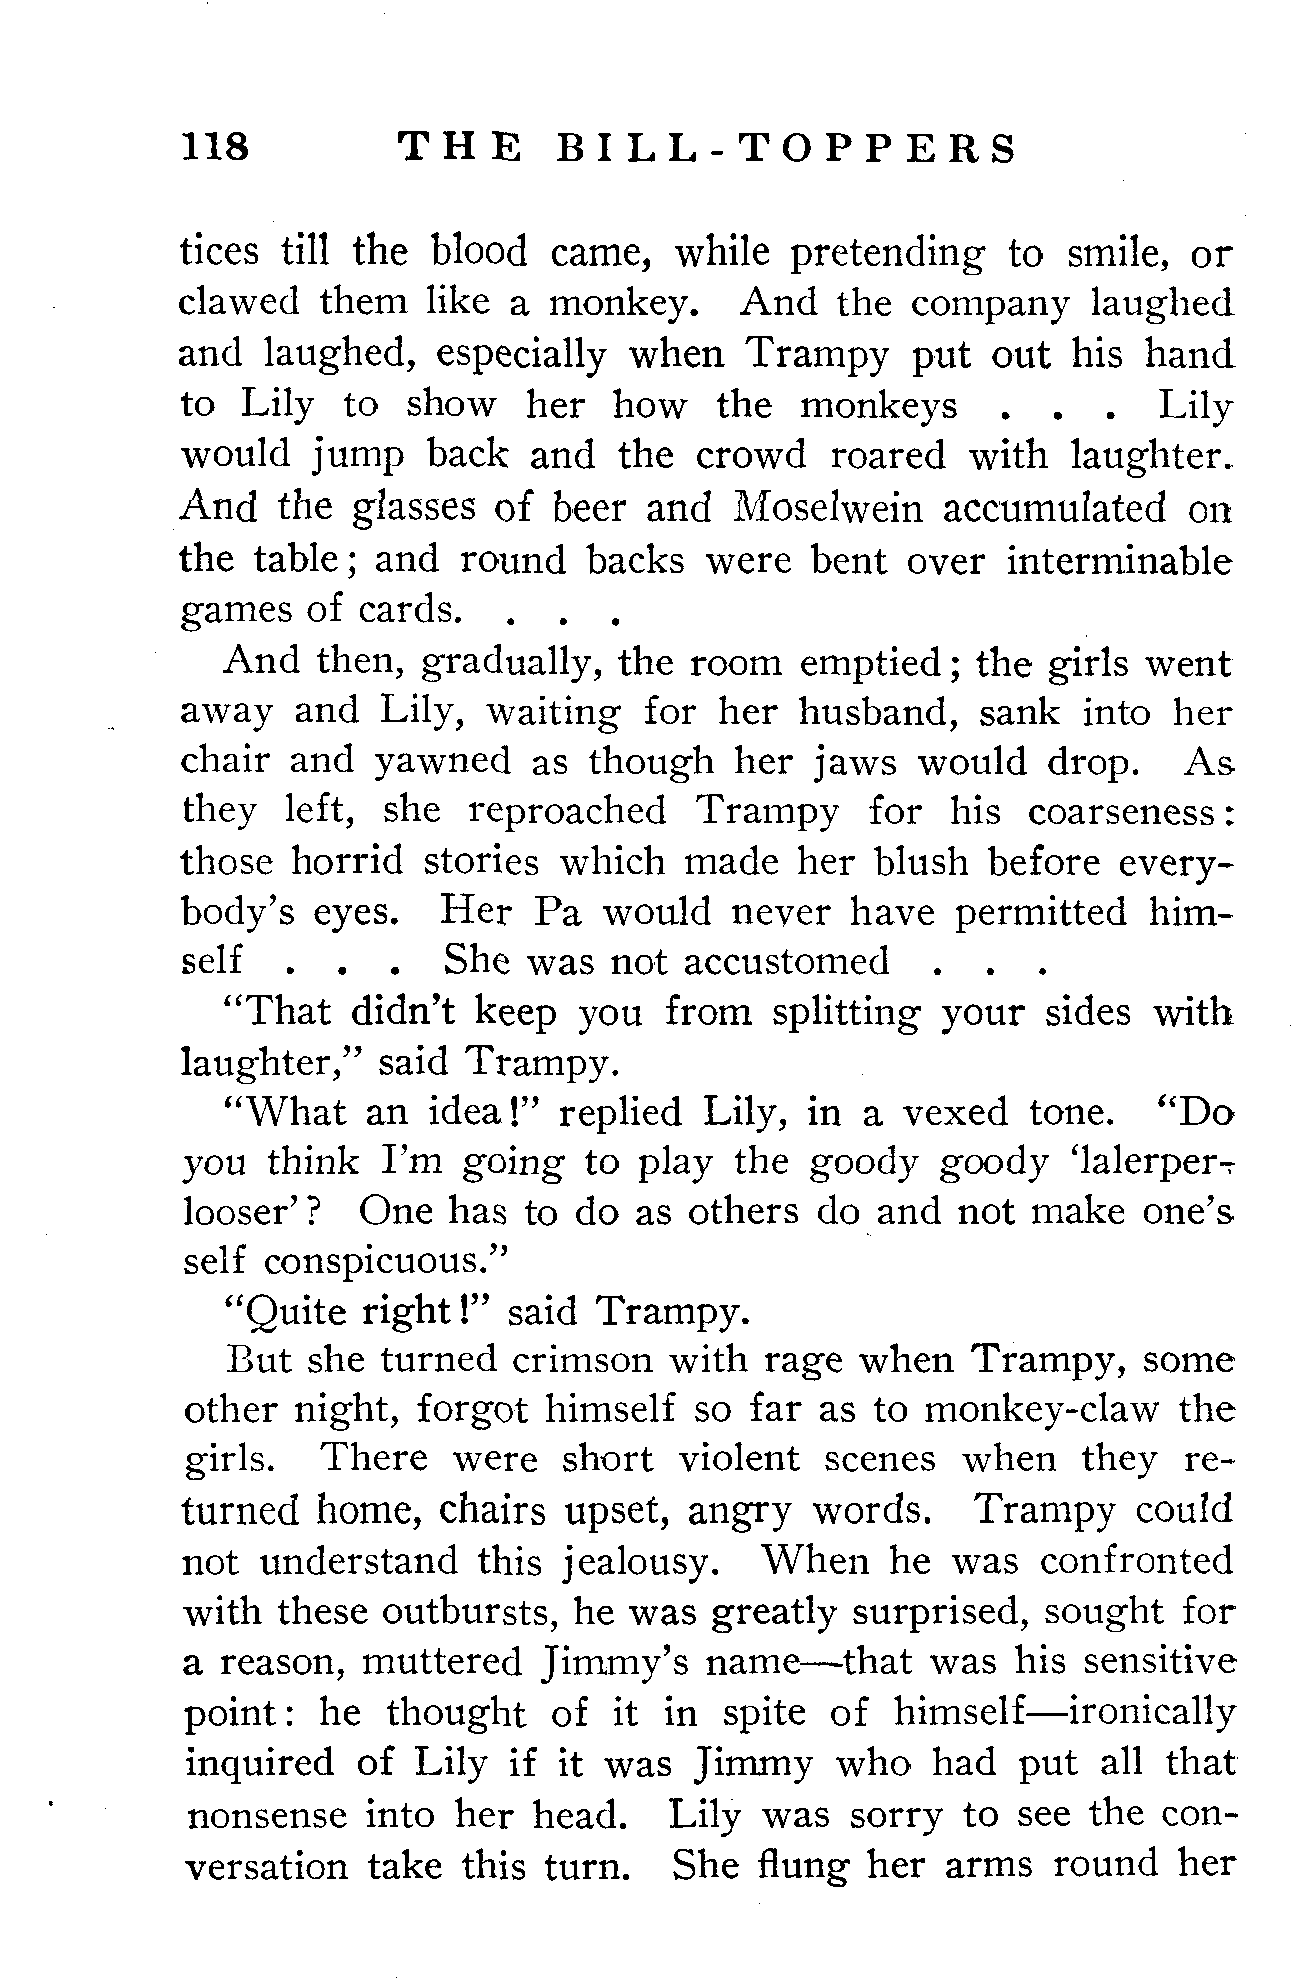 118 THE BILL-TOPPERS
tices till the blood came, while pretending to smile, or
clawed them like a monkey. And the company laughed
and laughed, especially when Trampy put out his hand
to Lily to show her how the monkeys . . . Lily
would jump back and the crowd roared with laughter.
And the glasses of beer and Moselwein accumulated on
the table; and round backs were bent over interminable
games of cards. . . .
And then, gradually, the room emptied; the girls went
away and Lily, waiting for her husband, sank into her
chair and yawned as though her jaws would drop. As
they left, she reproached Trampy for his coarseness:
those horrid stories which made her blush before every-
body's eyes. Her Pa would never have permitted him-
self . . . She was not accustomed . . .
"That didn't keep you from splitting your sides with
laughter," said Trampy.
"What an idea!" replied Lily, in a vexed tone. "Do
you think I'm going to play the goody goody 'lalerper-
looser'? One has to do as others do and not make one's
self conspicuous."
"Quite right!" said Trampy.
But she turned crimson with rage when Trampy, some
other night, forgot himself so far as to monkey-claw the
girls. There were short violent scenes when they re-
turned home, chairs upset, angry words. Trampy could
not understand this jealousy. When he was confronted
with these outbursts, he was greatly surprised, sought for
a reason, muttered Jimmy's name—that was his sensitive
point: he thought of it in spite of himself—ironically
inquired of Lily if it was Jimmy who had put all that
nonsense into her head. Lily was sorry to see the con-
versation take this turn. She flung her arms round her